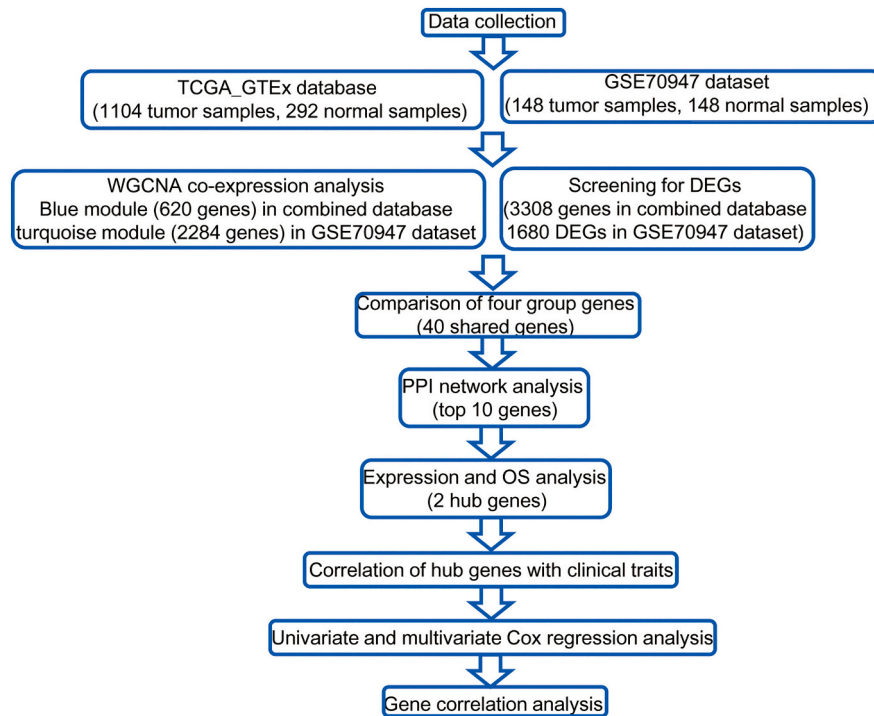 Data collection
TCGA_GTEx database
(1104 tumor samples, 292 normal samples)
GSE70947 dataset
(148 tumor samples, 148 normal samples)
WGCNA co-expression analysis
Blue module (620 genes) in combined database
turquoise module (2284 genes) in GSE70947 dataset
Screening for DEGs
(3308 genes in combined database
1680 DEGs in GSE70947 dataset)
Comparison of four group genes
(40 shared genes)
PPI network analysis
(top 10 genes)
Expression and OS analysis
(2 hub genes)
Correlation of hub genes with clinical traits
Univariate and multivariate Cox regression analysis
Gene correlation analysis